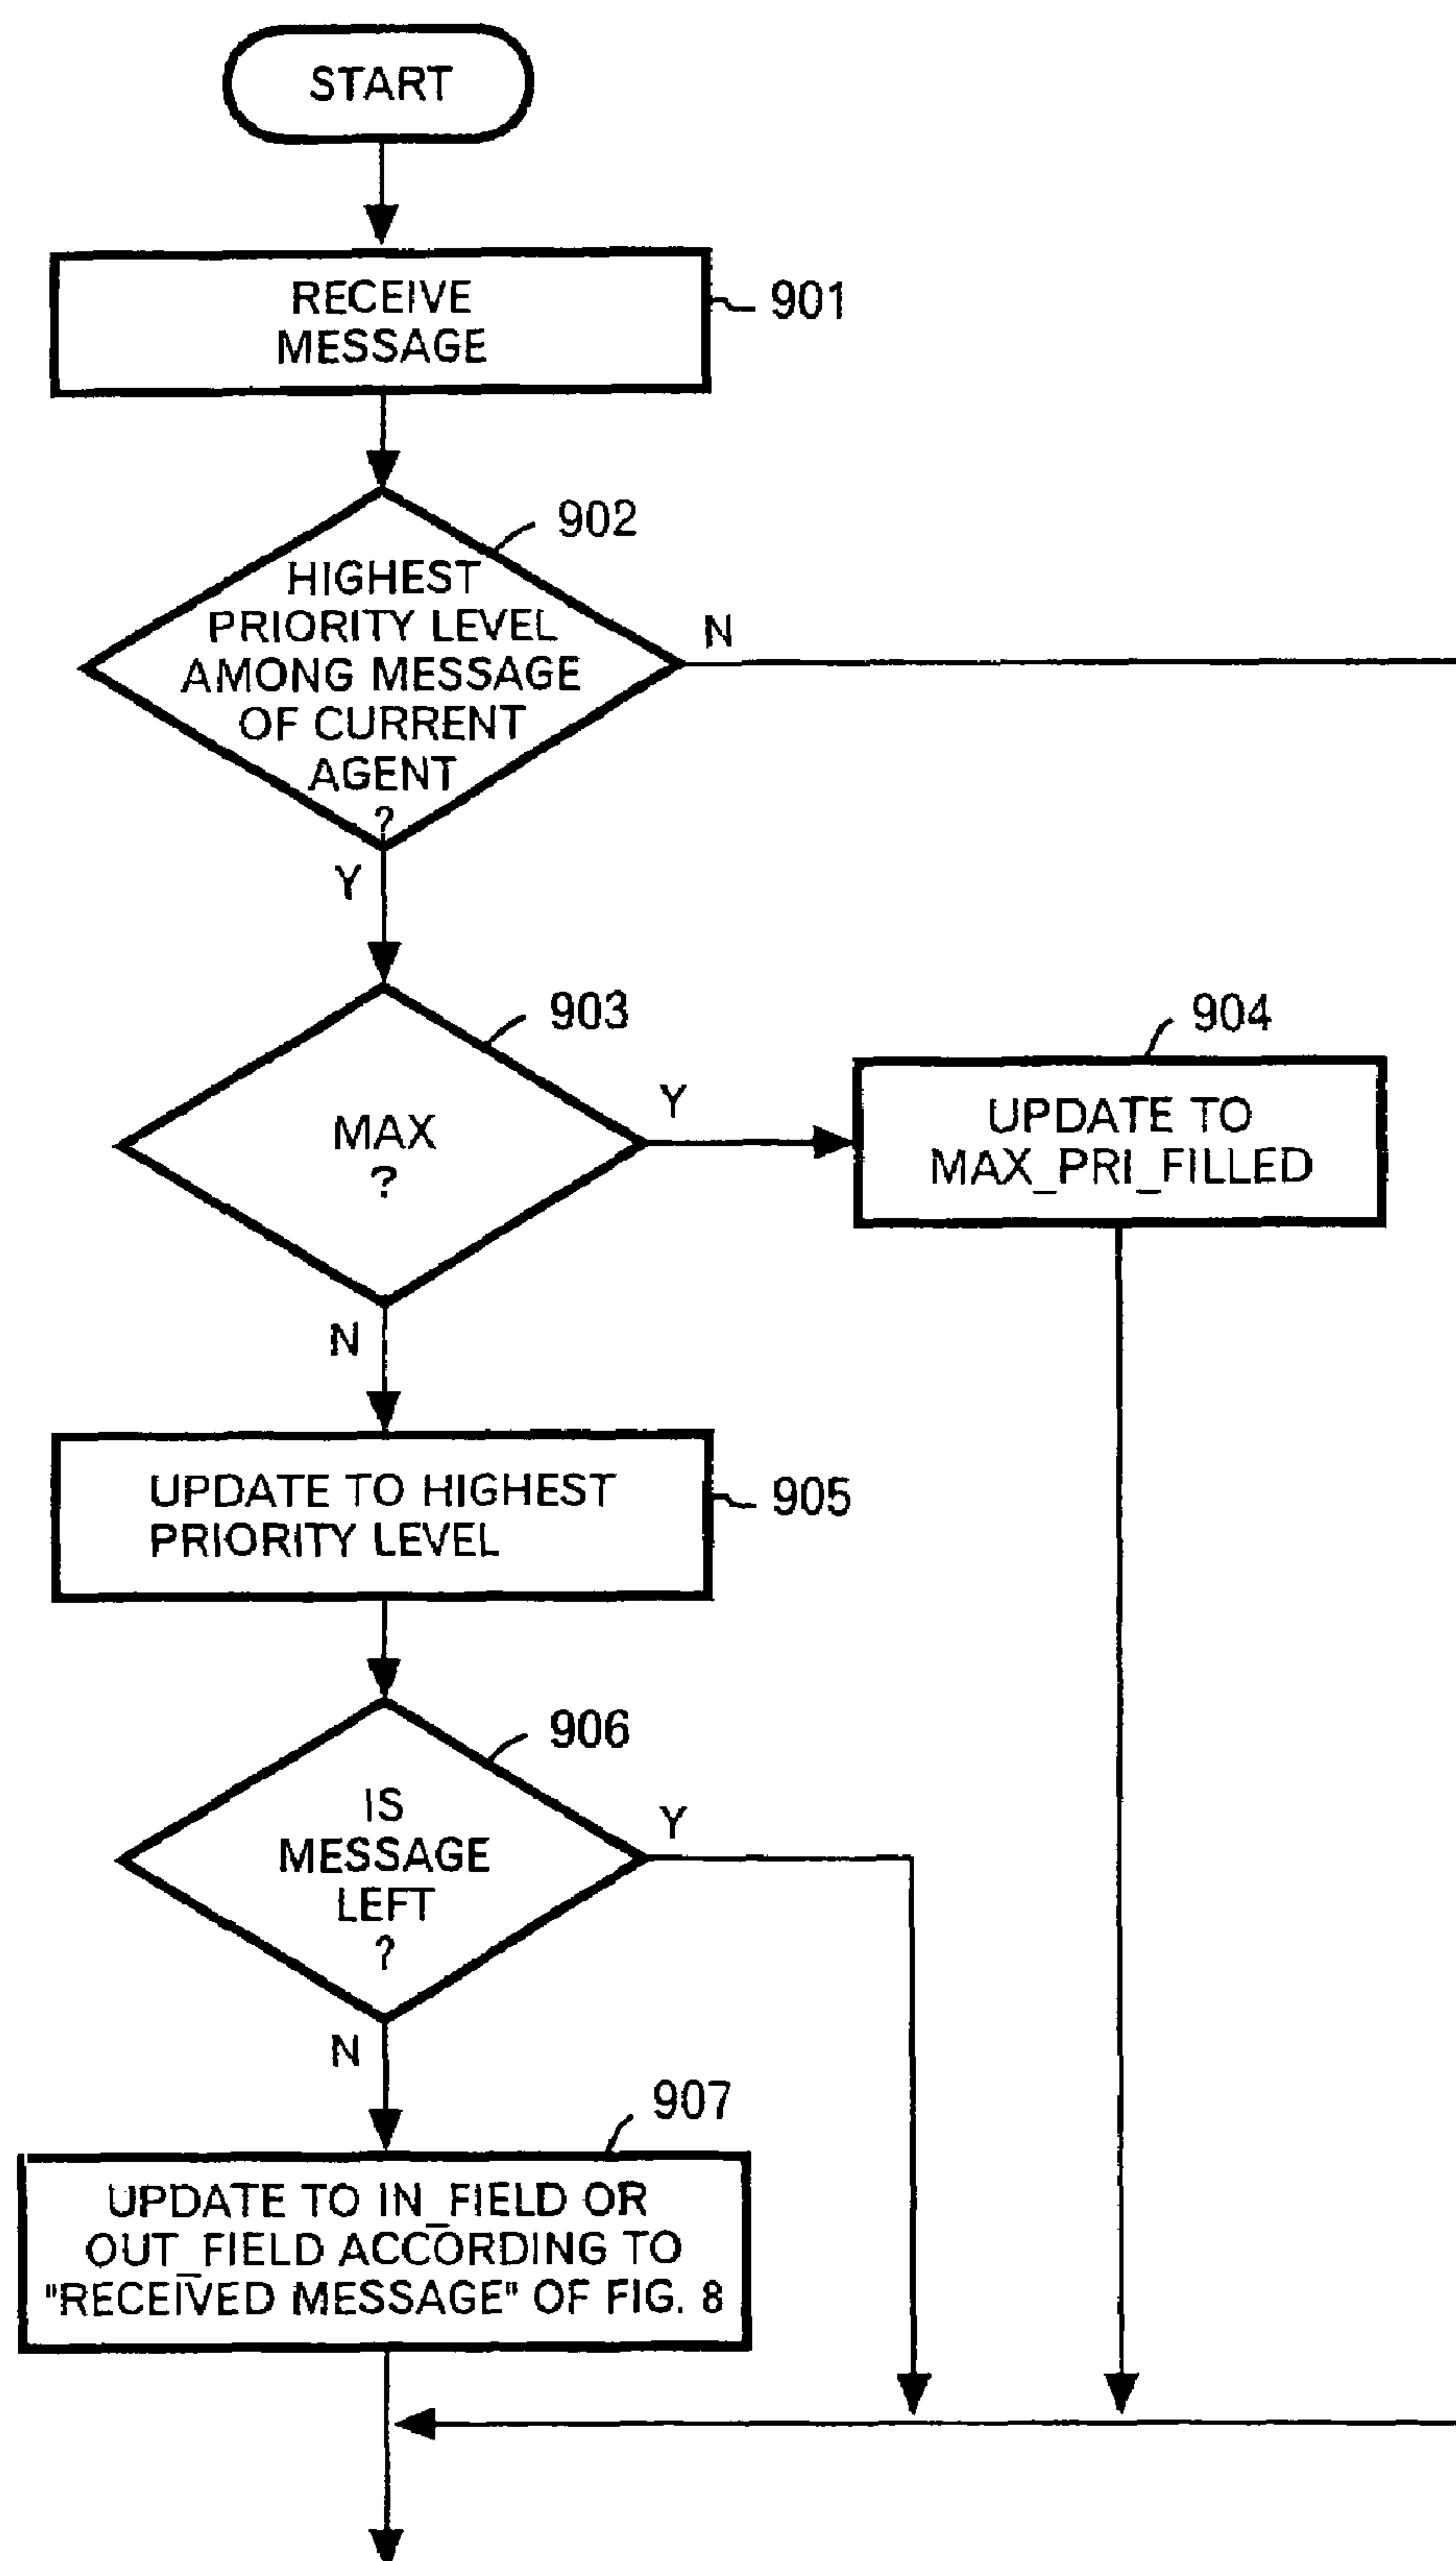 START
RECEIVE
MESSAGE
901
902
HIGHEST
PRIORITY LEVEL
AMONG MESSAGE
OF CURRENT
AGENT
?
N
Y
903
MAX
?
Y
904
UPDATE TO
MAX_PRI_FILLED
N
UPDATE TO HIGHEST
PRIORITY LEVEL
905
906
IS
MESSAGE
LEFT
?
Y
N
907
UPDATE TO IN_FIELD OR
OUT_FIELD ACCORDING TO
"RECEIVED MESSAGE" OF FIG. 8